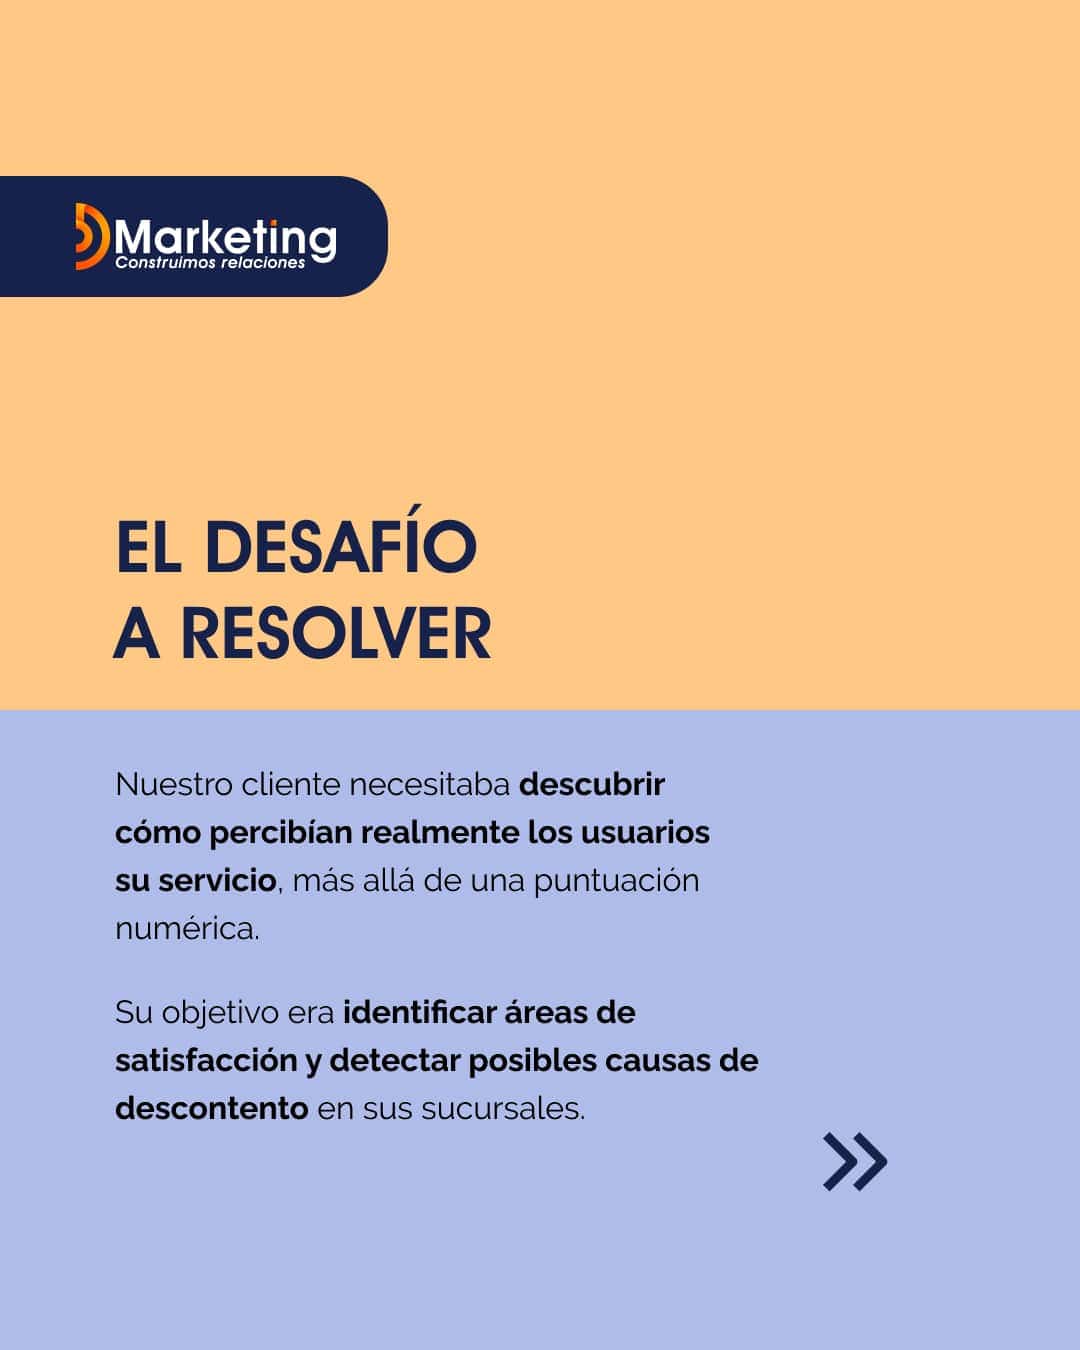 Marketing
Construimos relaciones
EL DESAFÍO
A RESOLVER
Nuestro cliente necesitaba descubrir
cómo percibían realmente los usuarios
su servicio, más allá de una puntuación
numérica.
Su objetivo era identificar áreas de
satisfacción y detectar posibles causas de
descontento en sus sucursales.